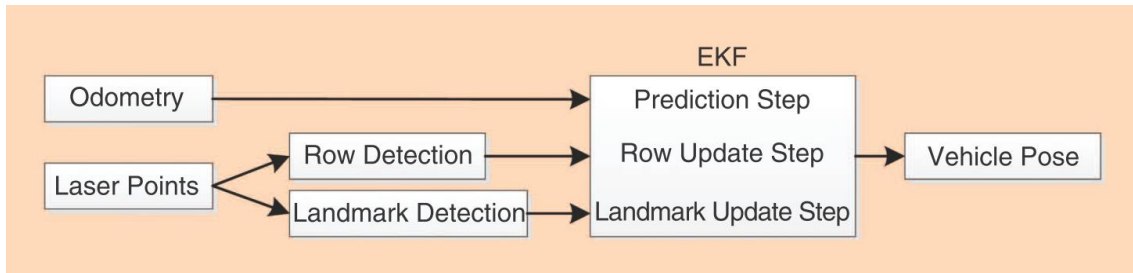 EKF
Odometry
Prediction Step
Row Detection
Row Update Step
Vehicle Pose
Laser Points
Landmark Detection
Landmark Update Step